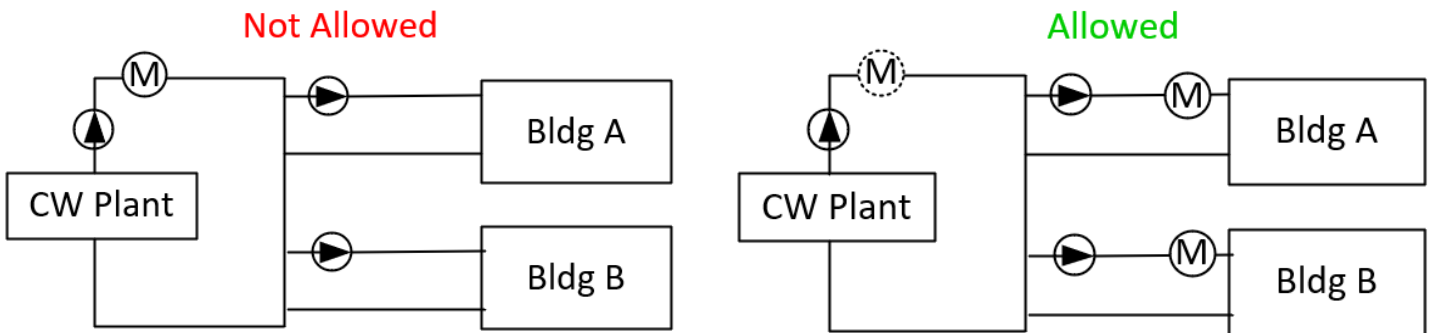 Not Allowed
M
Bldg A
CW Plant
Bldg B
Allowed
M
M
Bldg A
CW Plant
M
Bldg B